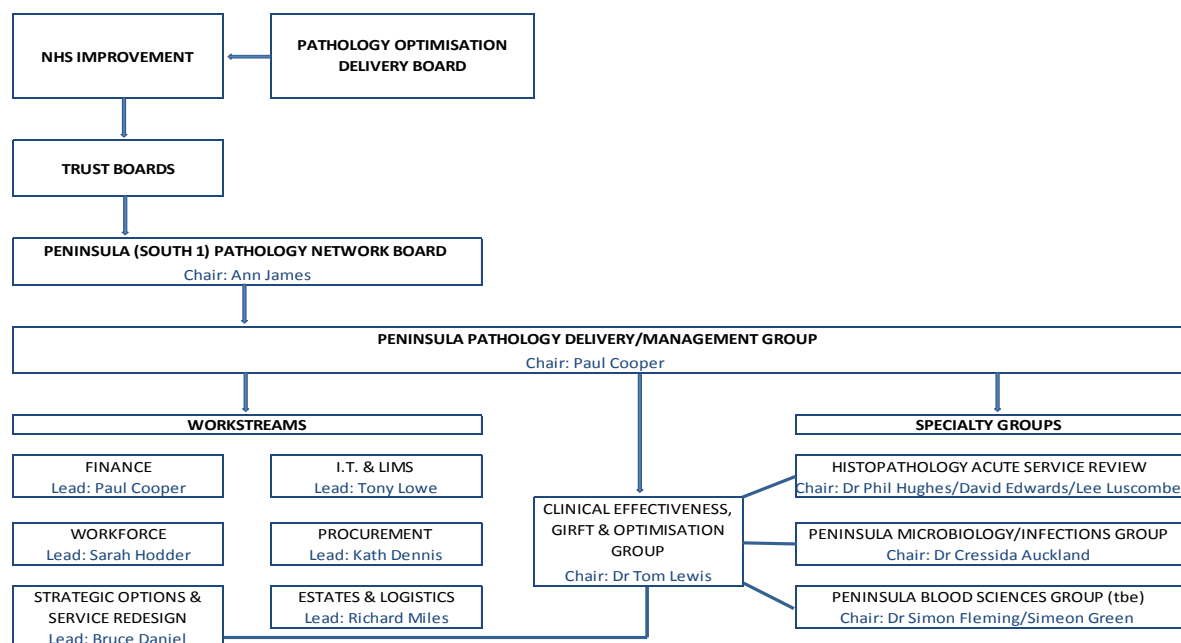 NHS IMPROVEMENT
PATHOLOGY OPTIMISATION
DELIVERY BOARD
TRUST BOARDS
PENINSULA (SOUTH 1) PATHOLOGY NETWORK BOARD
Chair: Ann James
PENINSULA PATHOLOGY DELIVERY/MANAGEMENT GROUP
Chair: Paul Cooper
WORKSTREAMS
FINANCE
Lead: Paul Cooper
I.T. & LIMS
Lead: Tony Lowe
WORKFORCE
Lead: Sarah Hodder
PROCUREMENT
Lead: Kath Dennis
STRATEGIC OPTIONS &
SERVICE REDESIGN
Lead: Bruce Daniel
ESTATES & LOGISTICS
Lead: Richard Miles
CLINICAL EFFECTIVENESS,
GIRFT & OPTIMISATION
GROUP
Chair: Dr Tom Lewis
SPECIALTY GROUPS
HISTOPATHOLOGY ACUTE SERVICE REVIEW
Chair: Dr Phil Hughes/David Edwards/Lee Luscombe
PENINSULA MICROBIOLOGY/INFECTIONS GROUP
Chair: Dr Cressida Auckland
PENINSULA BLOOD SCIENCES GROUP (tbe)
Chair: Dr Simon Fleming/Simeon Green